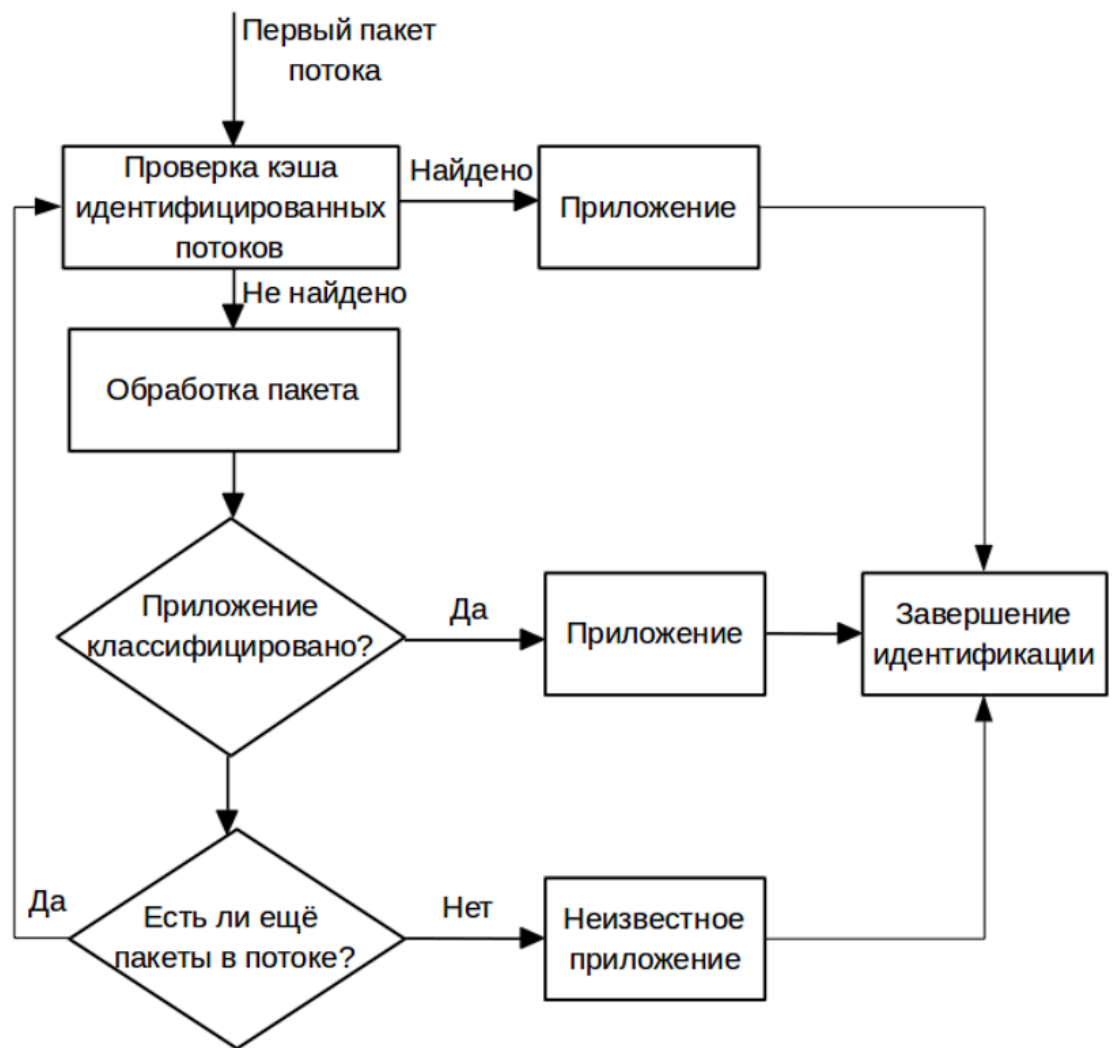 Первый пакет
потока
Проверка кэша
идентифицированных
потоков
Найдено
Приложение
Не найдено
Обработка пакета
Приложение
классифицировано?
Да
Приложение
Завершение
идентификации
Да
Есть ли ещё
пакеты в потоке?
Нет
Неизвестное
приложение